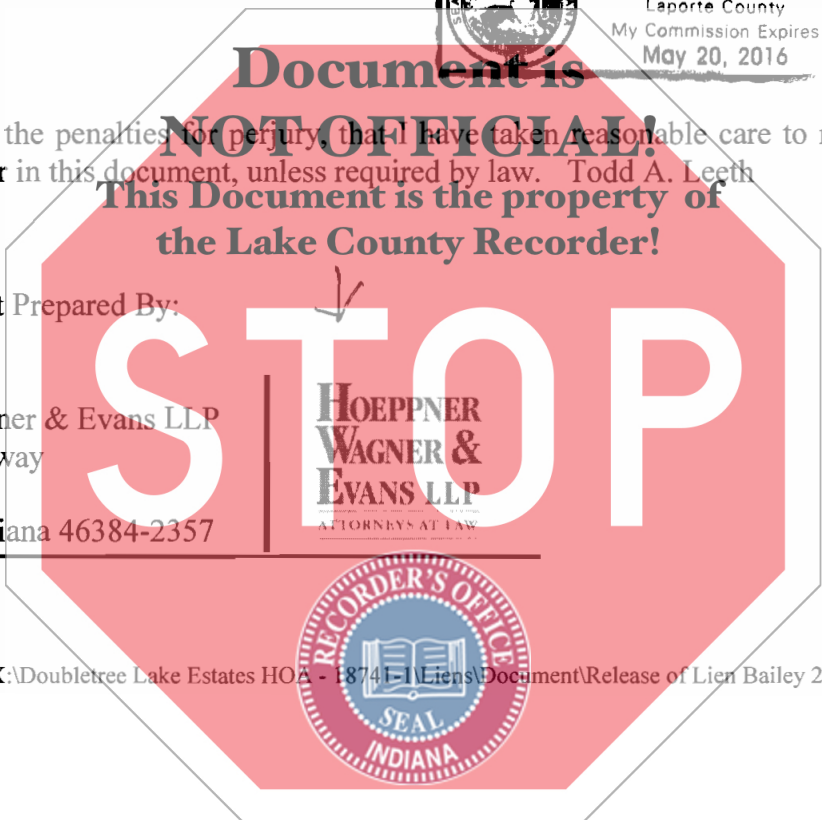 Laporte County
My Commission Expires
May 20, 2016
Document is
NOT OFFICIAL!
the penalties for perjury, that I have taken reasonable care to
in this document, unless required by law. Todd A. Leeth
This Document is the property of
the Lake County Recorder!
Prepared By:
STOP
ner & Evans LLP
way
iana 46384-2357
HOEPPNER
WAGNER &
EVANS LLP
ATTORNEYS AT LAW
RECORDER'S OFFICE
SEAL
INDIANA
:\Doubletree Lake Estates HOA - 18741-1\Liens\Document\Release of Lien Bailey 2